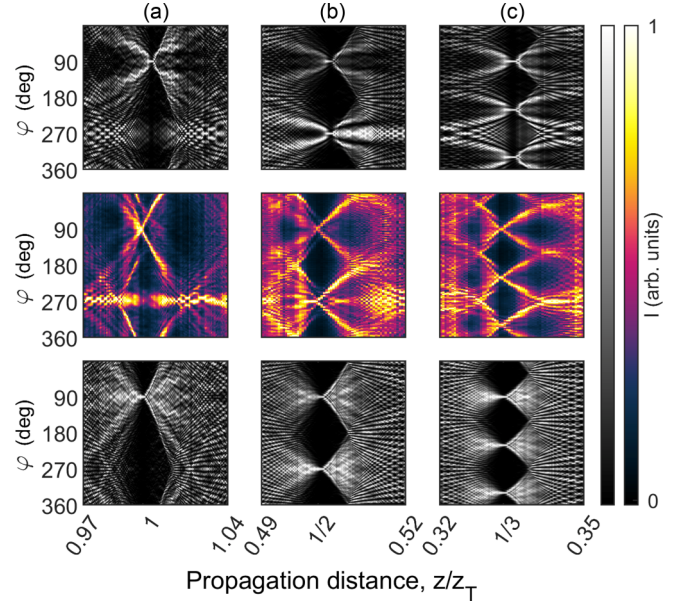 (a) (b) (c)
90
180
270
360
φ (deg)
1
90
180
270
360
φ (deg)
I (arb. units)
90
180
270
360
φ (deg)
0
0.97 1 1.04 0.49 1/2 0.52 0.32 1/3 0.35
Propagation distance, z/z_T